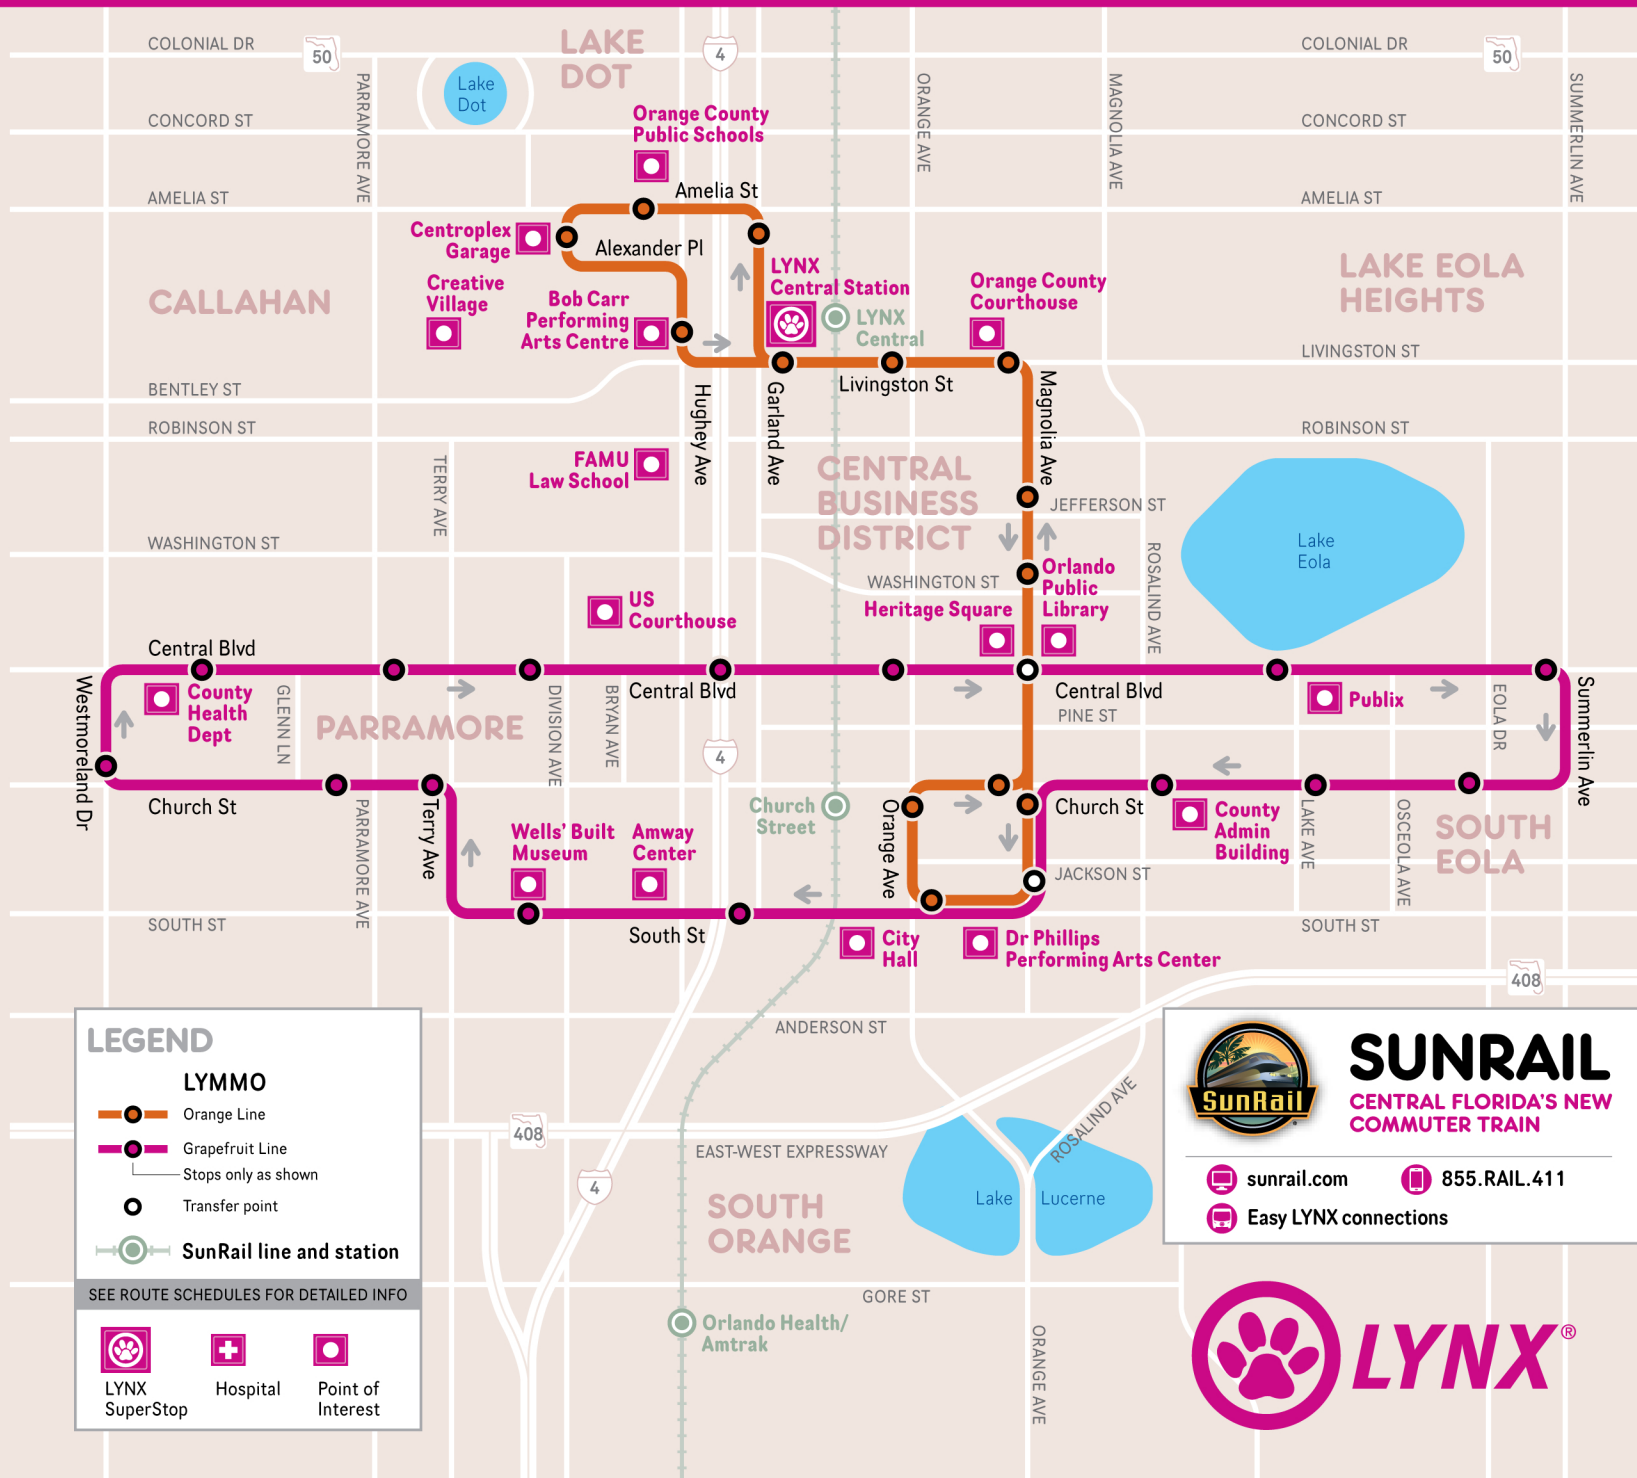 COLONIAL DR
50
LAKE
DOT
4
COLONIAL DR
50
Lake
Dot
PARRAMORE AVE
ORANGE AVE
MAGNOLIA AVE
SUMMERLIN AVE
CONCORD ST
Orange County
Public Schools
CONCORD ST
AMELIA ST
Amelia St
AMELIA ST
Centroplex
Garage
Alexander Pl
LYNX
Central Station
Orange County
Courthouse
LAKE EOLA
HEIGHTS
CALLAHAN
Creative
Village
Bob Carr
Performing
Arts Centre
LYNX
Central
LIVINGSTON ST
BENTLEY ST
Livingston St
Hughey Ave
Garland Ave
Magnolia Ave
ROBINSON ST
ROBINSON ST
TERRY AVE
FAMU
Law School
CENTRAL
BUSINESS
DISTRICT
JEFFERSON ST
WASHINGTON ST
Lake
Eola
WASHINGTON ST
ROSALIND AVE
Orlando
Public
Library
Heritage Square
US
Courthouse
Central Blvd
Central Blvd
Central Blvd
Westmoreland Dr
County
Health
Dept
GLENN LN
PARRAMORE
DIVISION AVE
BRYAN AVE
4
PINE ST
Publix
EOLA DR
Summerlin Ave
Church St
PARRAMORE AVE
Terry Ave
Church
Street
Orange Ave
Church St
County
Admin
Building
LAKE AVE
OSCEOLA AVE
SOUTH
EOLA
Wells' Built
Museum
Amway
Center
JACKSON ST
SOUTH ST
South St
City
Hall
Dr Phillips
Performing Arts Center
SOUTH ST
408
ANDERSON ST
LEGEND
LYMMO
Orange Line
Grapefruit Line
Stops only as shown
Transfer point
SunRail line and station
SEE ROUTE SCHEDULES FOR DETAILED INFO
LYNX
SuperStop
Hospital
Point of
Interest
408
4
EAST-WEST EXPRESSWAY
ROSALIND AVE
SOUTH
ORANGE
Lake Lucerne
GORE ST
Orlando Health/
Amtrak
ORANGE AVE
SunRail
SUNRAIL
CENTRAL FLORIDA'S NEW
COMMUTER TRAIN
sunrail.com
855.RAIL.411
Easy LYNX connections
LYNX®